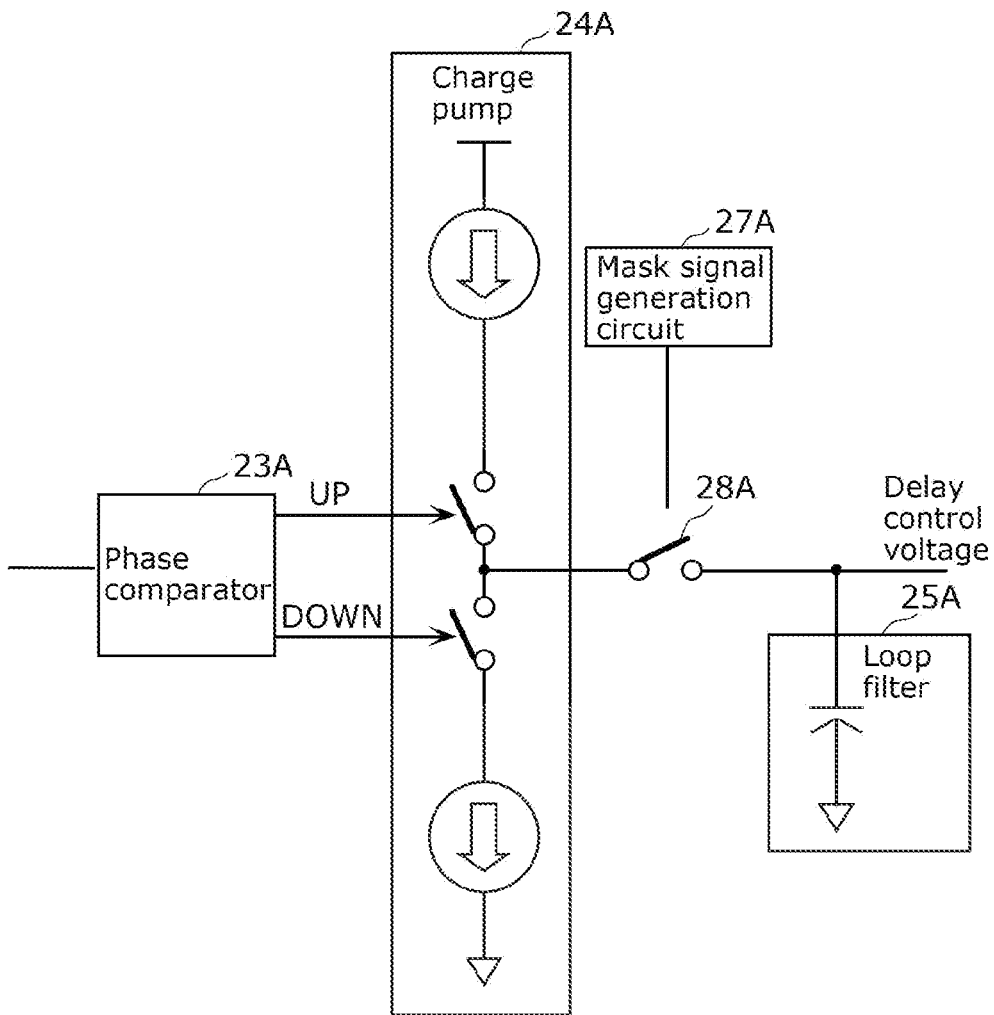 24A
Charge
pump
27A
Mask signal
generation
circuit
23A
UP
28A
Delay
control
voltage
Phase
comparator
DOWN
25A
Loop
filter